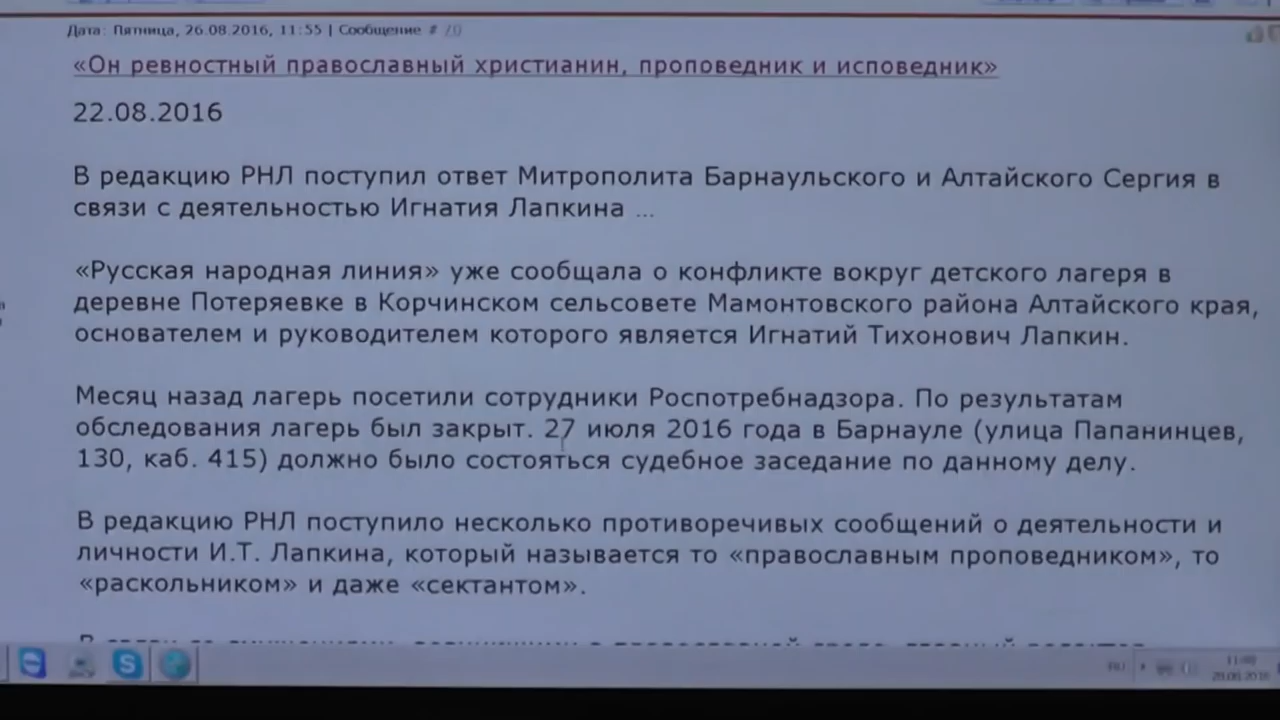 Дата: Пятница, 26.08.2016, 11:55 | Сообщение # 20
«Он ревностный православный христианин, проповедник и исповедник»
22.08.2016
В редакцию РНЛ поступил ответ Митрополита Барнаульского и Алтайского Сергия в
связи с деятельностью Игнатия Лапкина ...
«Русская народная линия» уже сообщала о конфликте вокруг детского лагеря в
деревне Потеряевке в Корчинском сельсовете Мамонтовского района Алтайского края,
основателем и руководителем которого является Игнатий Тихонович Лапкин.
Месяц назад лагерь посетили сотрудники Роспотребнадзора. По результатам
обследования лагерь был закрыт. 27 июля 2016 года в Барнауле (улица Папанинцев,
130, каб. 415) должно было состояться судебное заседание по данному делу.
В редакцию РНЛ поступило несколько противоречивых сообщений о деятельности и
личности И.Т. Лапкина, который называется то «православным проповедником», то
«раскольником» и даже «сектантом».
RU